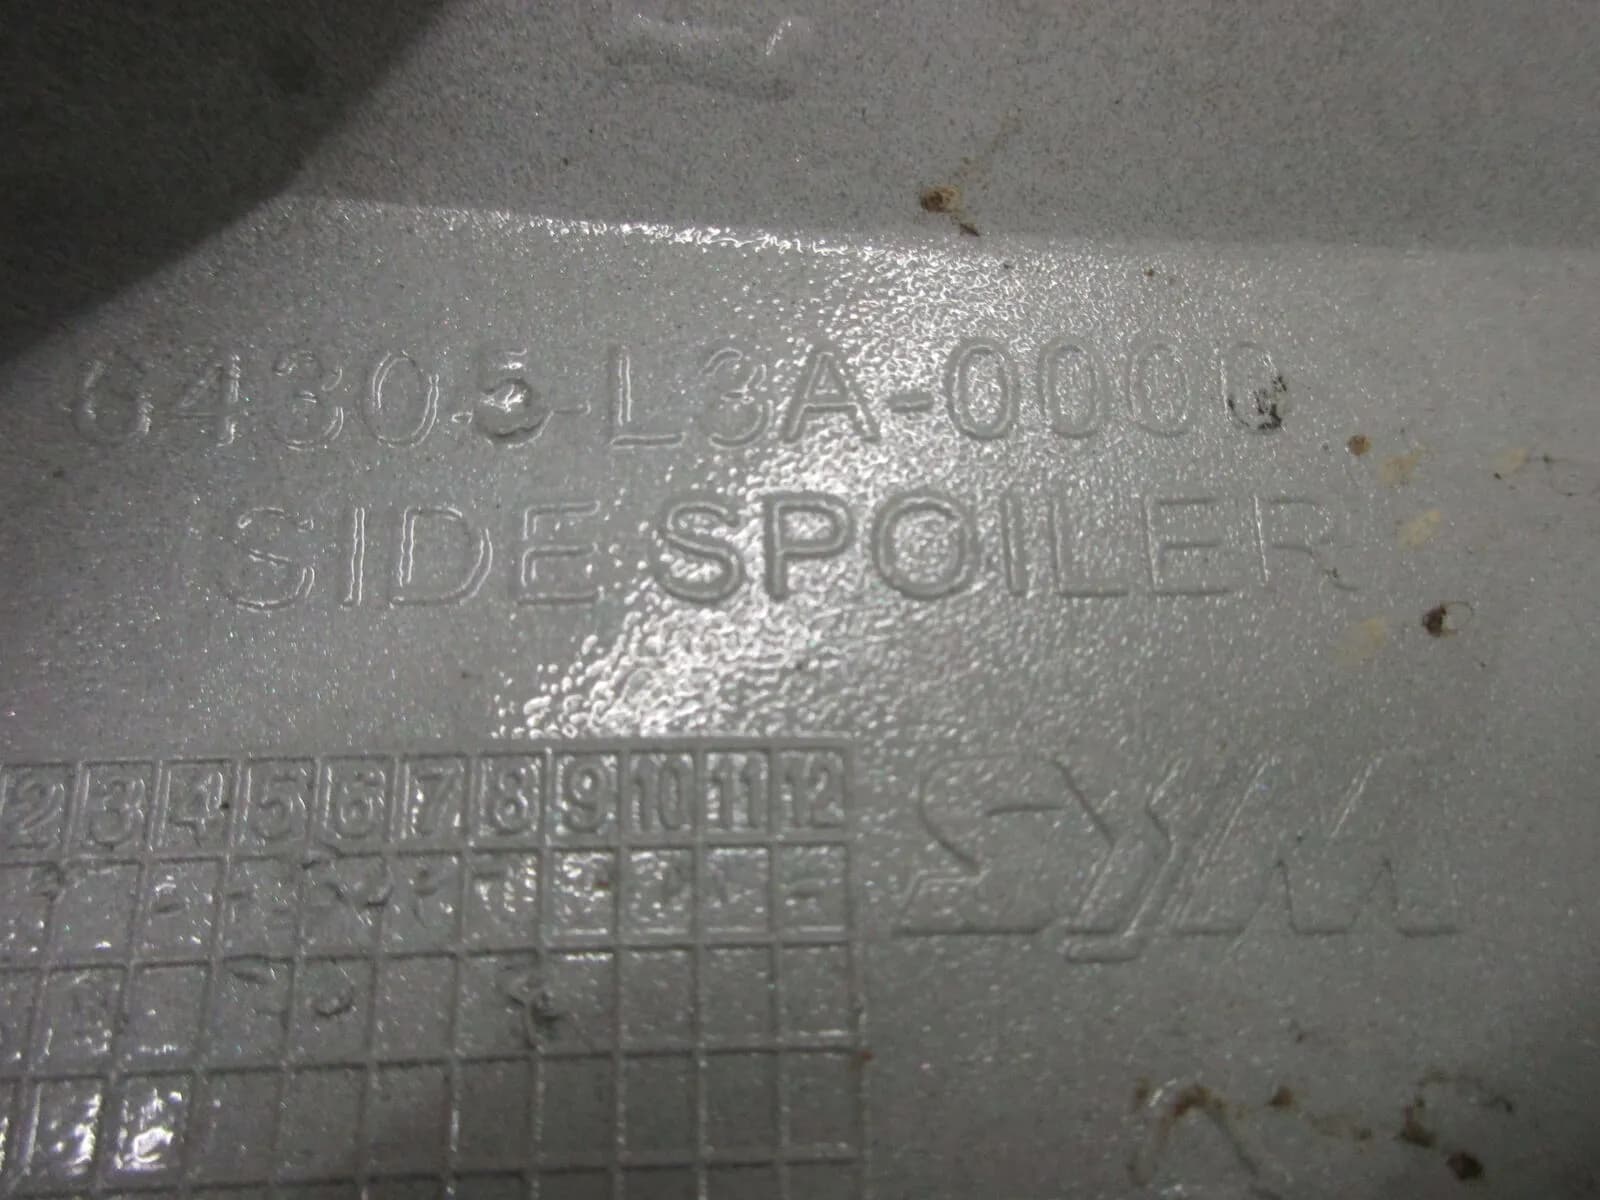 64305-L3A-0000
SIDE SPOILER
2 3 4 5 6 7 8 9 10 11 12
SYM